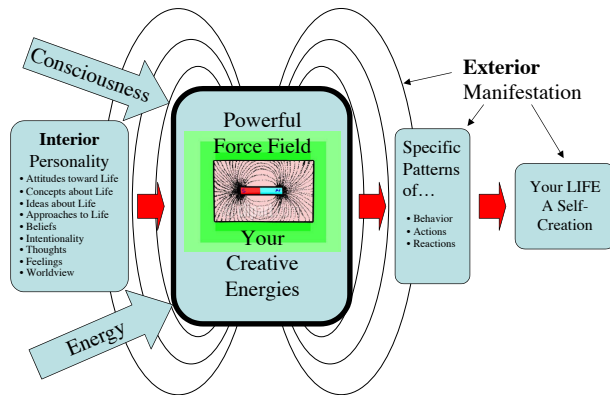 Consciousness
Interior
Personality
• Attitudes toward Life
• Concepts about Life
• Ideas about Life
• Approaches to Life
• Beliefs
• Intentionality
• Thoughts
• Feelings
• Worldview
Energy
Powerful
Force Field
Your
Creative
Energies
Exterior
Manifestation
Specific
Patterns
of…
• Behavior
• Actions
• Reactions
Your LIFE
A Self-
Creation